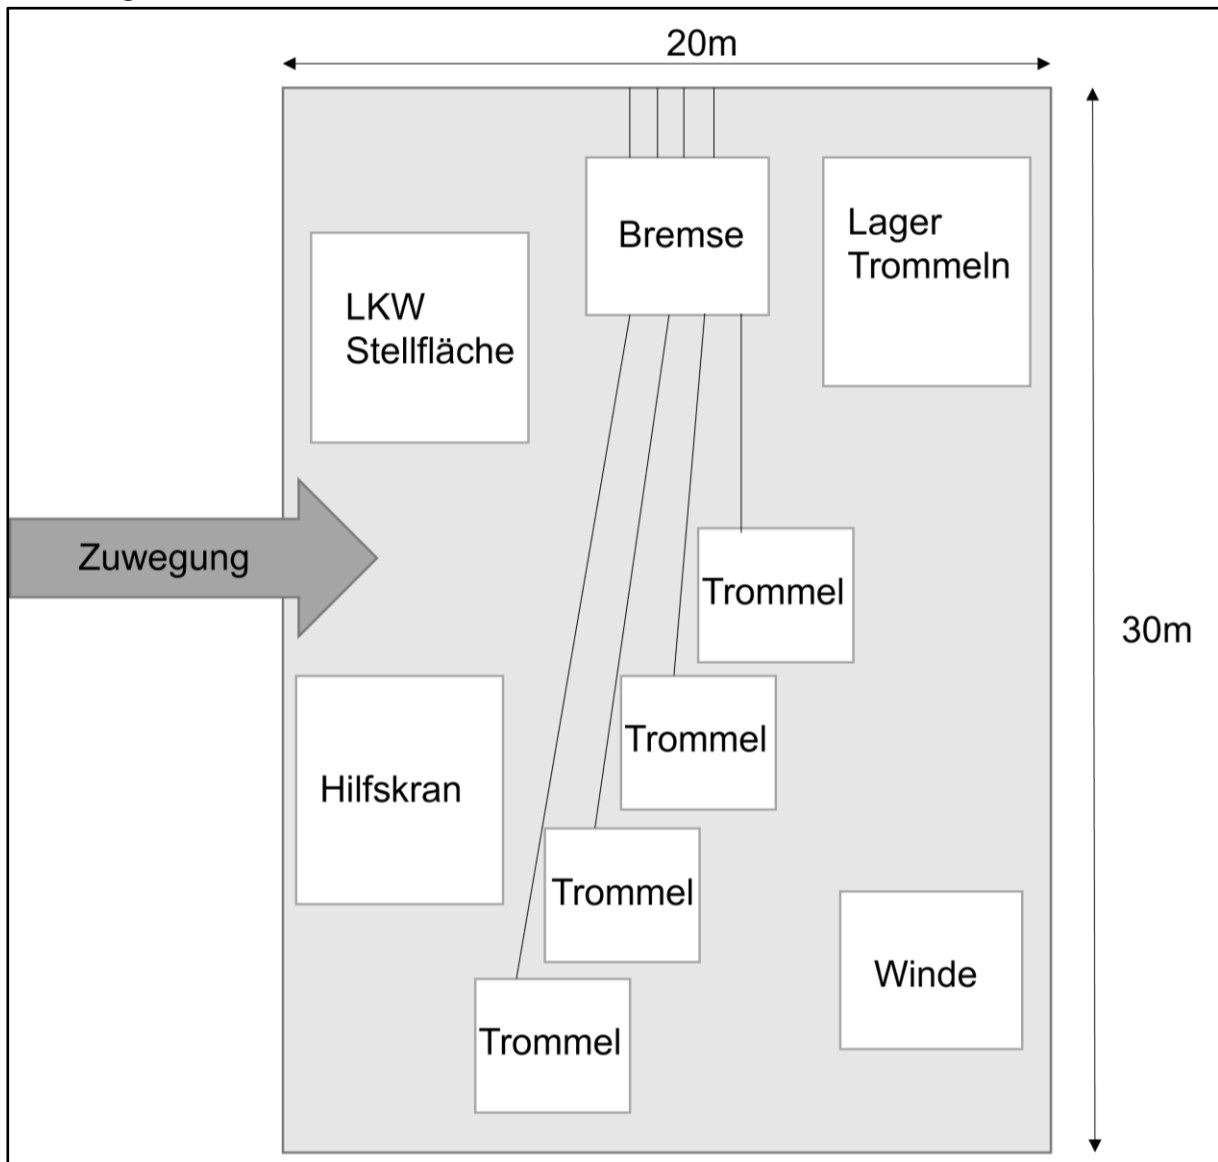 20m
Bremse
Lager
Trommeln
LKW
Stellfläche
Zuwegung
Trommel
30m
Trommel
Hilfskran
Trommel
Winde
Trommel